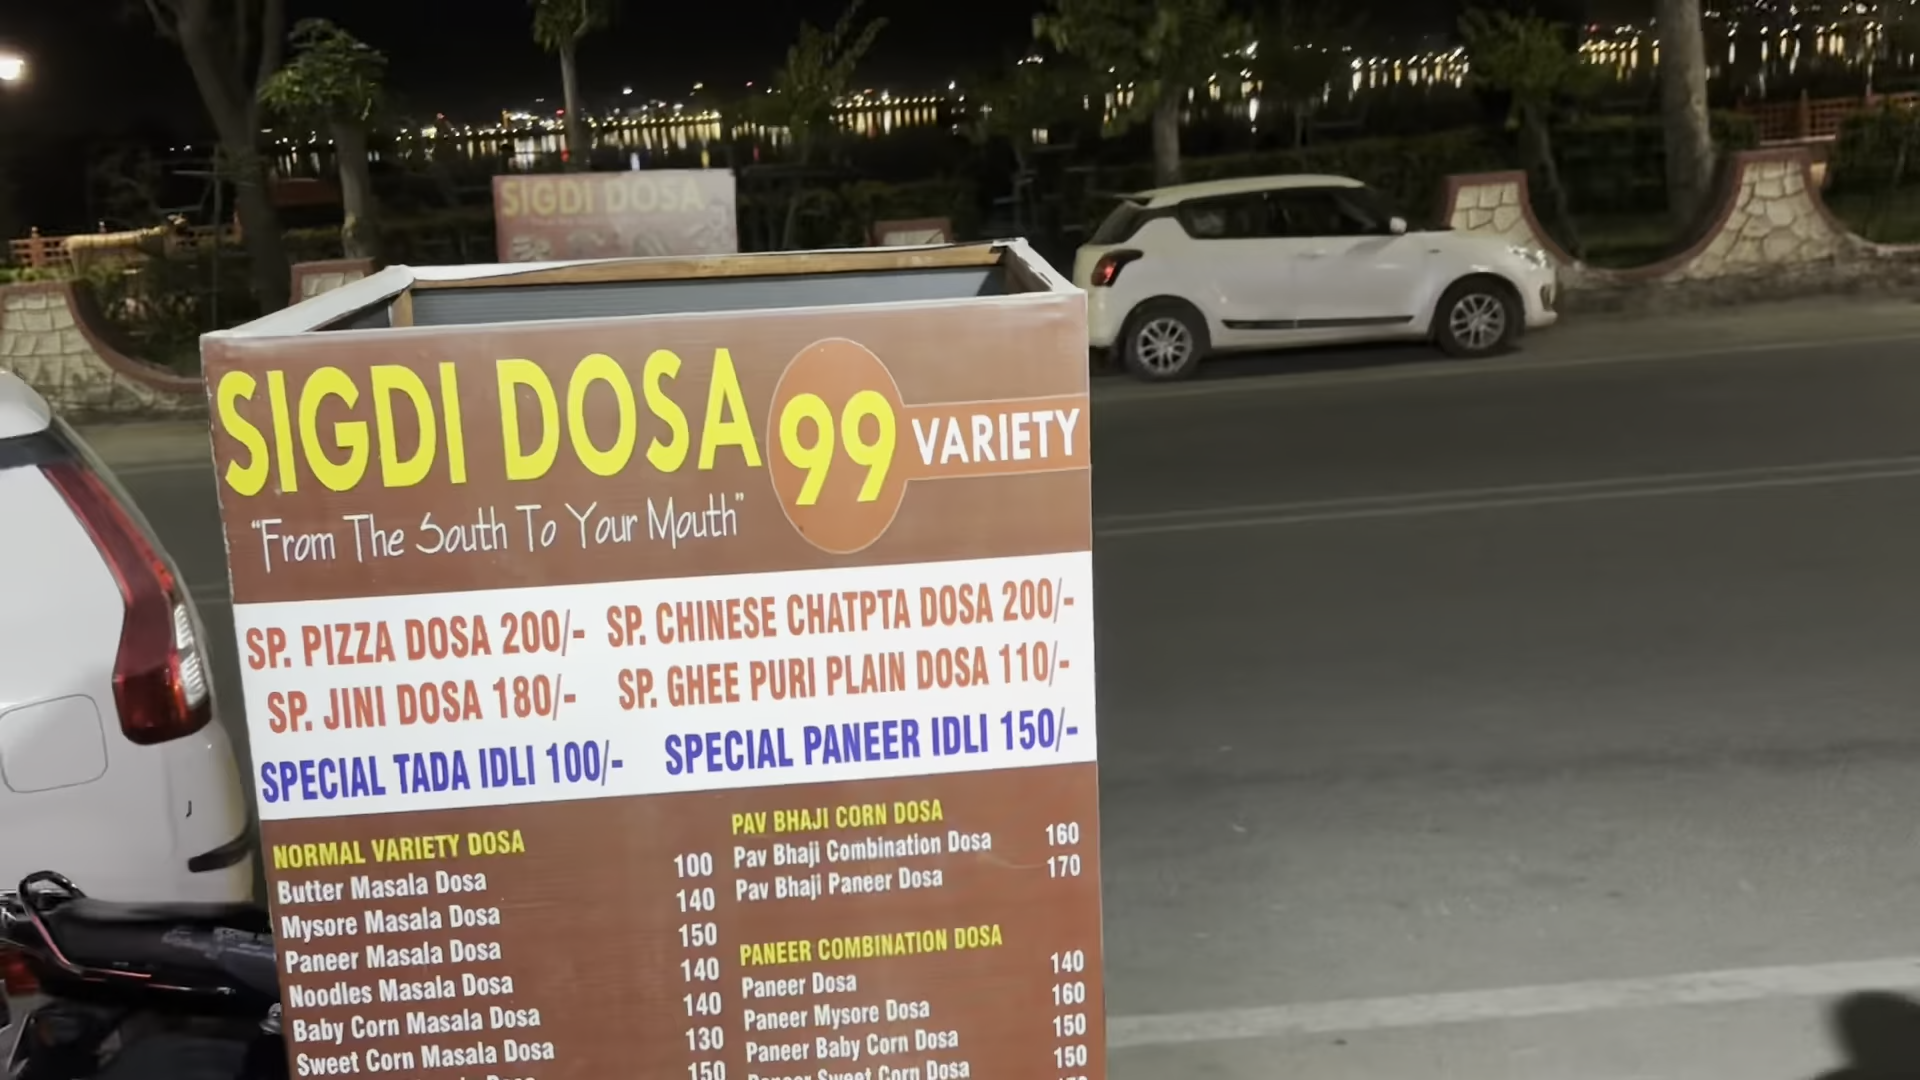 SIGDI DOSA
SIGDI DOSA 99 VARIETY
"From The South To Your Mouth"
SP. PIZZA DOSA 200/- SP. CHINESE CHATPTA DOSA 200/-
SP. JINI DOSA 180/- SP. GHEE PURI PLAIN DOSA 110/-
SPECIAL TADA IDLI 100/- SPECIAL PANEER IDLI 150/-
NORMAL VARIETY DOSA
Butter Masala Dosa 100
Mysore Masala Dosa 140
Paneer Masala Dosa 150
Noodles Masala Dosa 140
Baby Corn Masala Dosa 140
Sweet Corn Masala Dosa 130
Dosa 150
PAV BHAJI CORN DOSA
Pav Bhaji Combination Dosa 160
Pav Bhaji Paneer Dosa 170
PANEER COMBINATION DOSA
Paneer Dosa 140
Paneer Mysore Dosa 160
Paneer Baby Corn Dosa 150
Paneer Sweet Corn Dosa 150